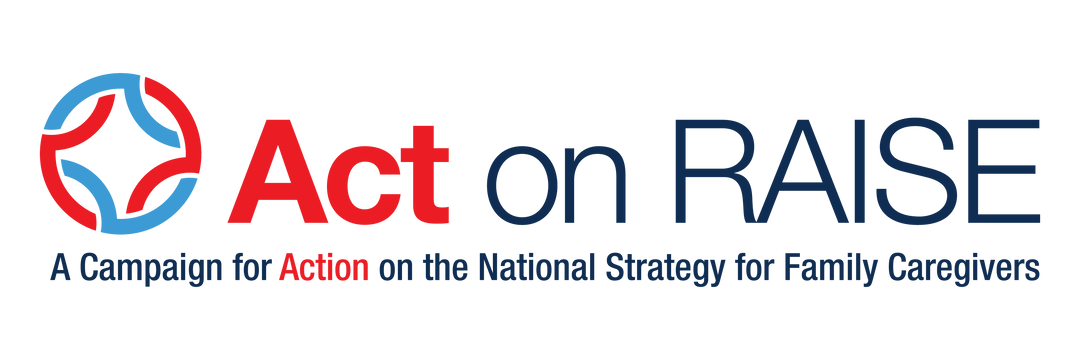 Act on RAISE
A Campaign for Action on the National Strategy for Family Caregivers